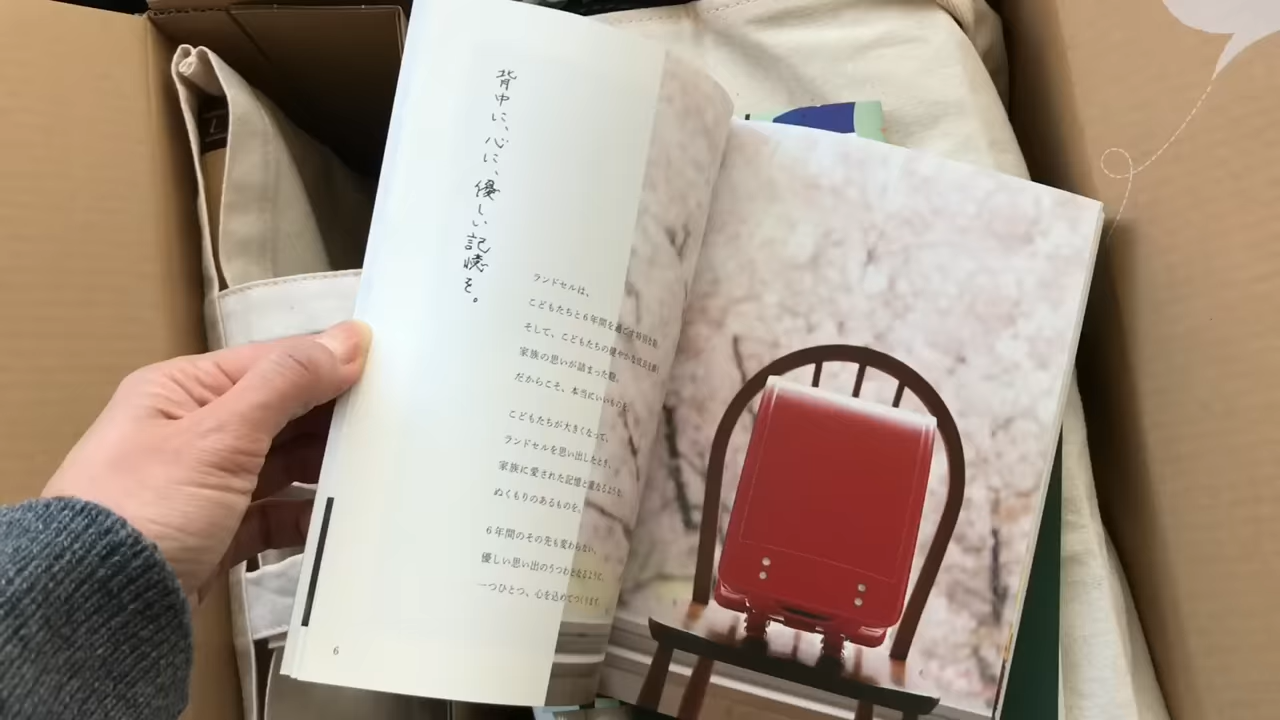 背中に、心に、優しい記憶を。
ランドセルは、
こどもたちと6年間を過ごす特別な鞄。
そして、こどもたちの健やかな成長を願う
家族の思いが詰まった鞄。
だからこそ、本当にいいものを。
こどもたちが大きくなって、
ランドセルを思い出したとき、
家族に愛された記憶と重なるような
ぬくもりのあるものを。
6年間のその先も変わらない、
優しい思い出のうつわとなるように、
一つひとつ、心を込めてつくります。
6